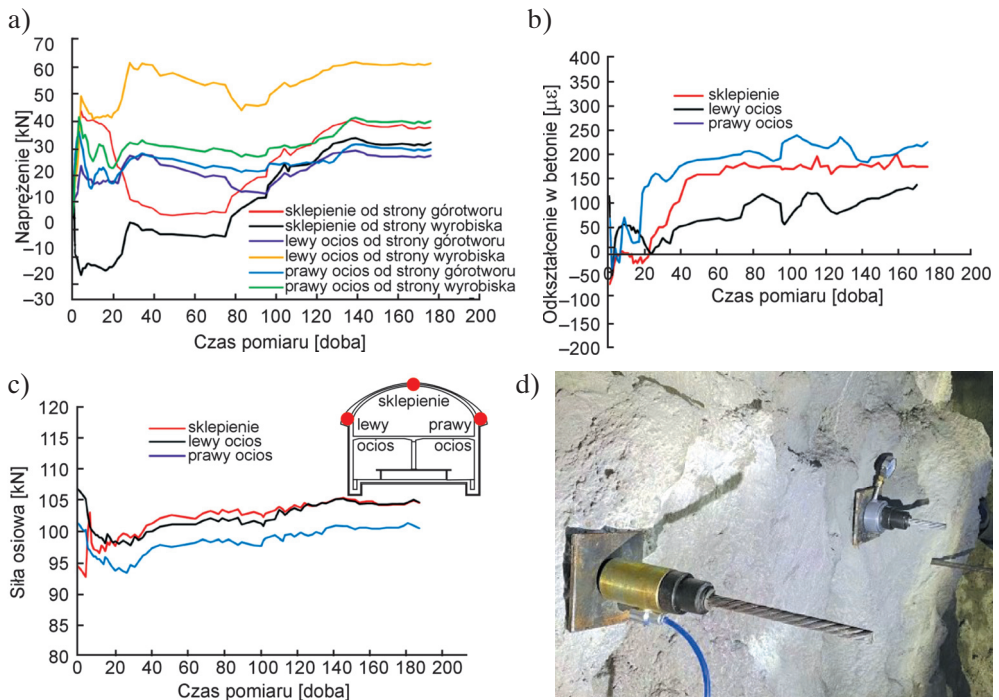 a)
Naprężenie [kN]
70
60
50
40
30
20
10
0
–10
–20
–30
0 20 40 60 80 100 120 140 160 180 200
Czas pomiaru [doba]
sklepienie od strony górotworu
sklepienie od strony wyrobiska
lewy ocios od strony górotworu
lewy ocios od strony wyrobiska
prawy ocios od strony górotworu
prawy ocios od strony wyrobiska
b)
Odkształcenie w betonie [με]
400
350
300
250
200
150
100
50
0
–50
–100
–150
–200
sklepienie
lewy ocios
prawy ocios
0 20 40 60 80 100 120 140 160 180 200
Czas pomiaru [doba]
c)
Siła osiowa [kN]
120
115
110
105
100
95
90
85
80
sklepienie
lewy ocios
prawy ocios
sklepienie
lewy prawy
ocios ocios
0 20 40 60 80 100 120 140 160 180 200
Czas pomiaru [doba]
d)